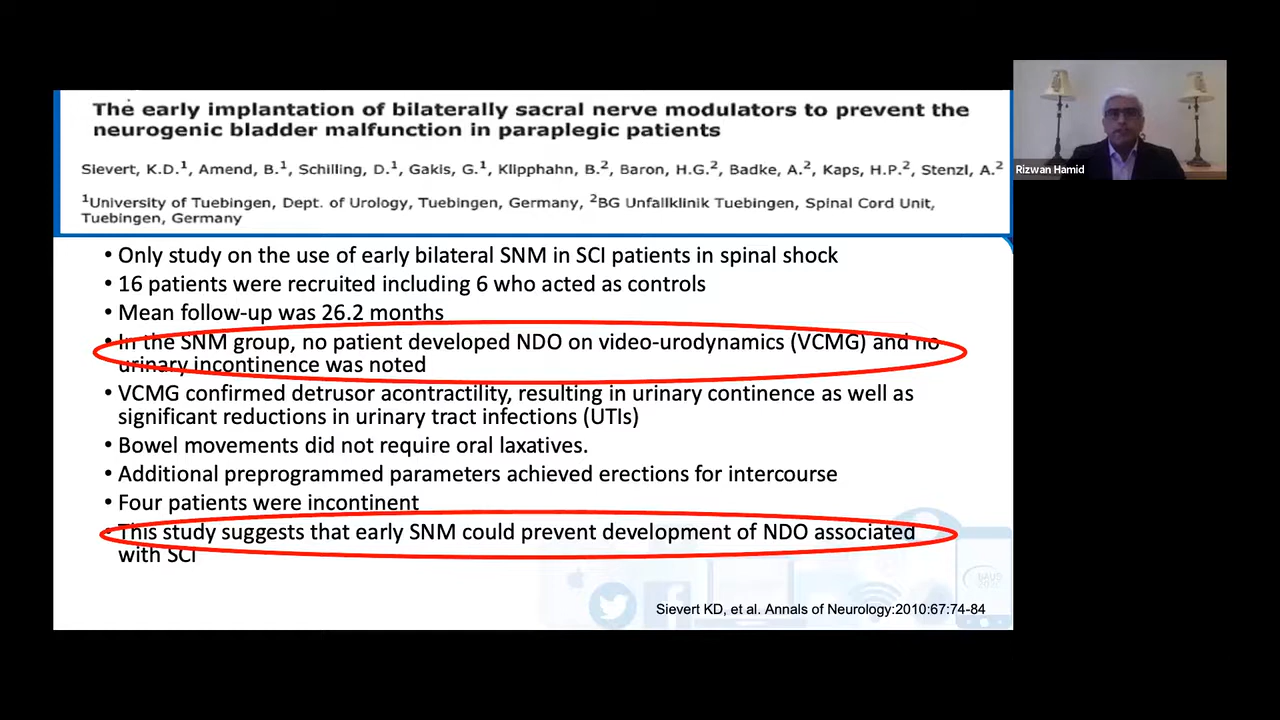 The early implantation of bilaterally sacral nerve modulators to prevent the
neurogenic bladder malfunction in paraplegic patients
Sievert, K.D.¹, Amend, B.¹, Schilling, D.¹, Gakis, G.¹, Klipphahn, B.², Baron, H.G.², Badke, A.², Kaps, H.P.², Stenzl, A.²
¹University of Tuebingen, Dept. of Urology, Tuebingen, Germany, ²BG Unfallklinik Tuebingen, Spinal Cord Unit,
Tuebingen, Germany
Rizwan Hamid
• Only study on the use of early bilateral SNM in SCI patients in spinal shock
• 16 patients were recruited including 6 who acted as controls
• Mean follow-up was 26.2 months
• In the SNM group, no patient developed NDO on video-urodynamics (VCMG) and no
urinary incontinence was noted
• VCMG confirmed detrusor acontractility, resulting in urinary continence as well as
significant reductions in urinary tract infections (UTIs)
• Bowel movements did not require oral laxatives.
• Additional preprogrammed parameters achieved erections for intercourse
• Four patients were incontinent
• This study suggests that early SNM could prevent development of NDO associated
with SCI
Sievert KD, et al. Annals of Neurology:2010:67:74-84